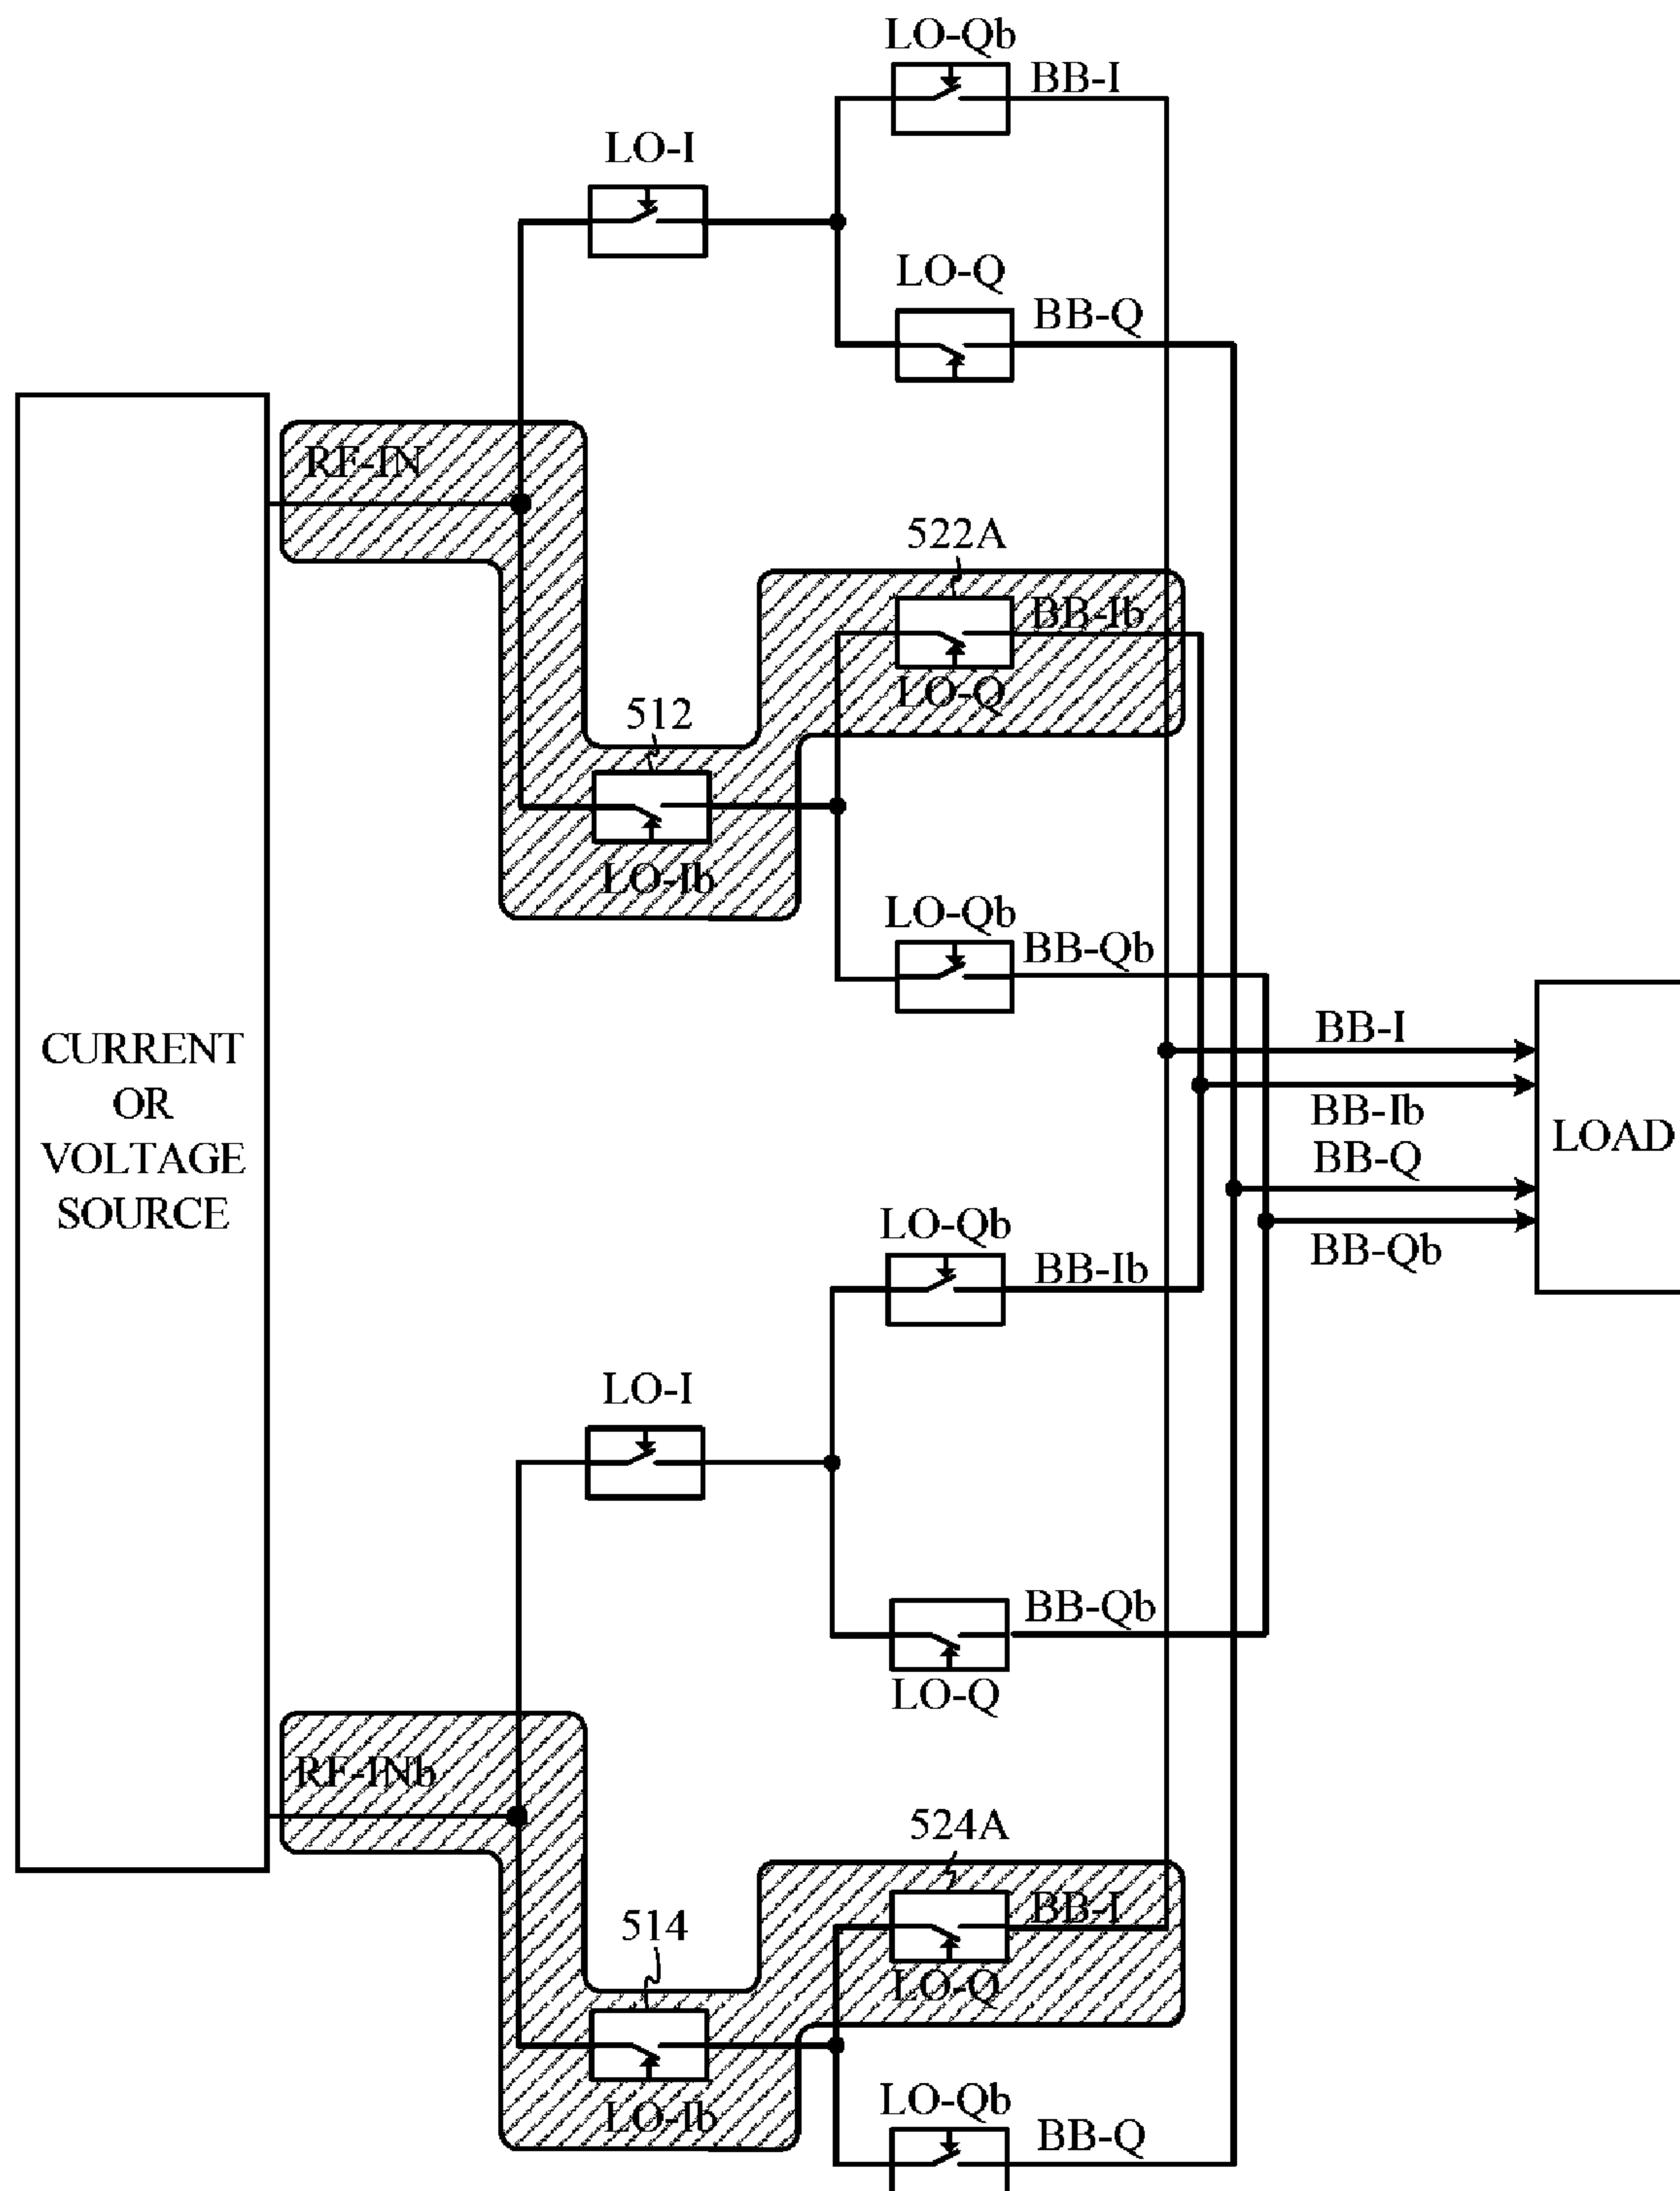 LO-Qb
BB-I
LO-I
LO-Q
BB-Q
RF-IN
522A
BB-Ib
LO-Q
512
LO-Ib
LO-Qb
BB-Qb
CURRENT
OR
VOLTAGE
SOURCE
BB-I
BB-Ib
BB-Q
BB-Qb
LOAD
LO-Qb
BB-Ib
LO-I
BB-Qb
LO-Q
RF-INb
524A
BB-I
LO-Q
514
LO-Ib
LO-Qb
BB-Q